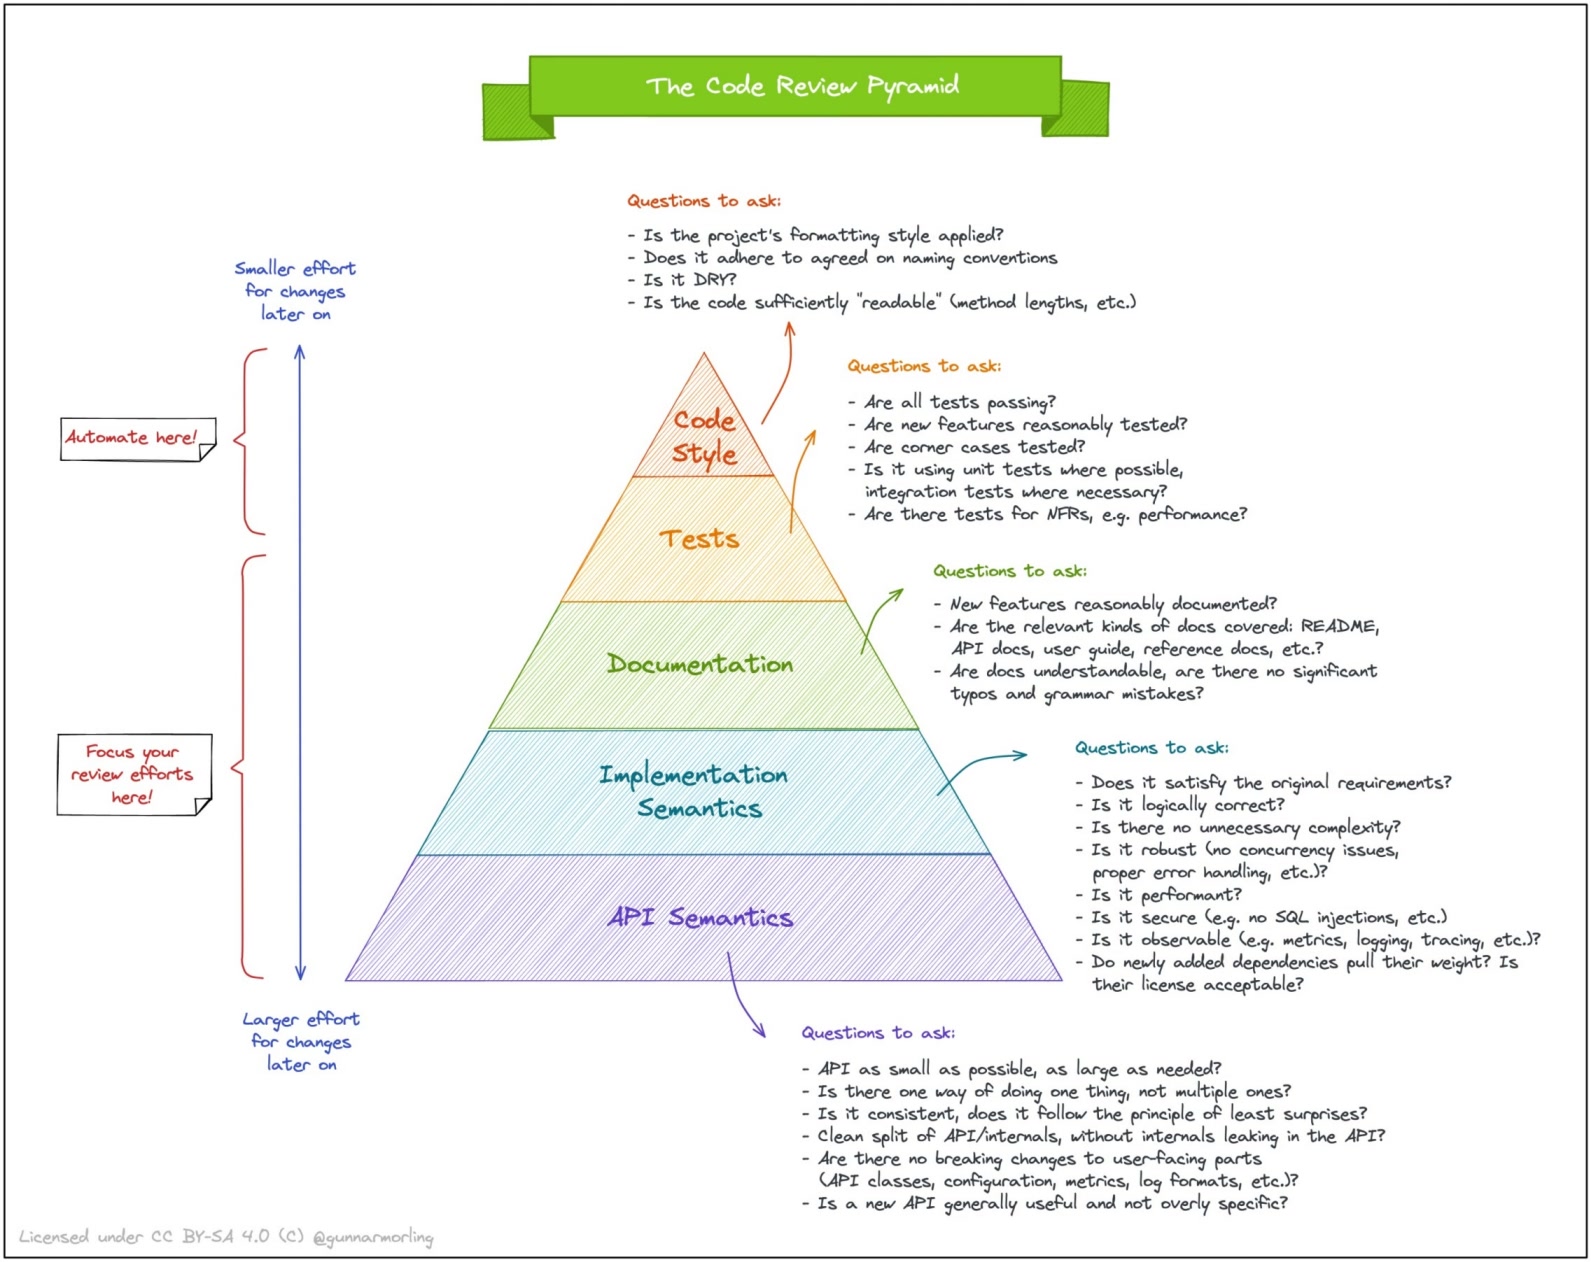 The Code Review Pyramid
Questions to ask:
- Is the project's formatting style applied?
- Does it adhere to agreed on naming conventions
- Is it DRY?
- Is the code sufficiently "readable" (method lengths, etc.)
Smaller effort
for changes
later on
Automate here!
Focus your
review efforts
here!
Larger effort
for changes
later on
Code
Style
Questions to ask:
- Are all tests passing?
- Are new features reasonably tested?
- Are corner cases tested?
- Is it using unit tests where possible,
integration tests where necessary?
- Are there tests for NFRs, e.g. performance?
Tests
Questions to ask:
- New features reasonably documented?
- Are the relevant kinds of docs covered: README,
API docs, user guide, reference docs, etc.?
- Are docs understandable, are there no significant
typos and grammar mistakes?
Documentation
Questions to ask:
- Does it satisfy the original requirements?
- Is it logically correct?
- Is there no unnecessary complexity?
- Is it robust (no concurrency issues,
proper error handling, etc.)?
- Is it performant?
- Is it secure (e.g. no SQL injections, etc.)
- Is it observable (e.g. metrics, logging, tracing, etc.)?
- Do newly added dependencies pull their weight? Is
their license acceptable?
Implementation
Semantics
API Semantics
Questions to ask:
- API as small as possible, as large as needed?
- Is there one way of doing one thing, not multiple ones?
- Is it consistent, does it follow the principle of least surprises?
- Clean split of API/internals, without internals leaking in the API?
- Are there no breaking changes to user-facing parts
(API classes, configuration, metrics, log formats, etc.)?
- Is a new API generally useful and not overly specific?
Licensed under CC BY-SA 4.0 (C) @gunnarmorling